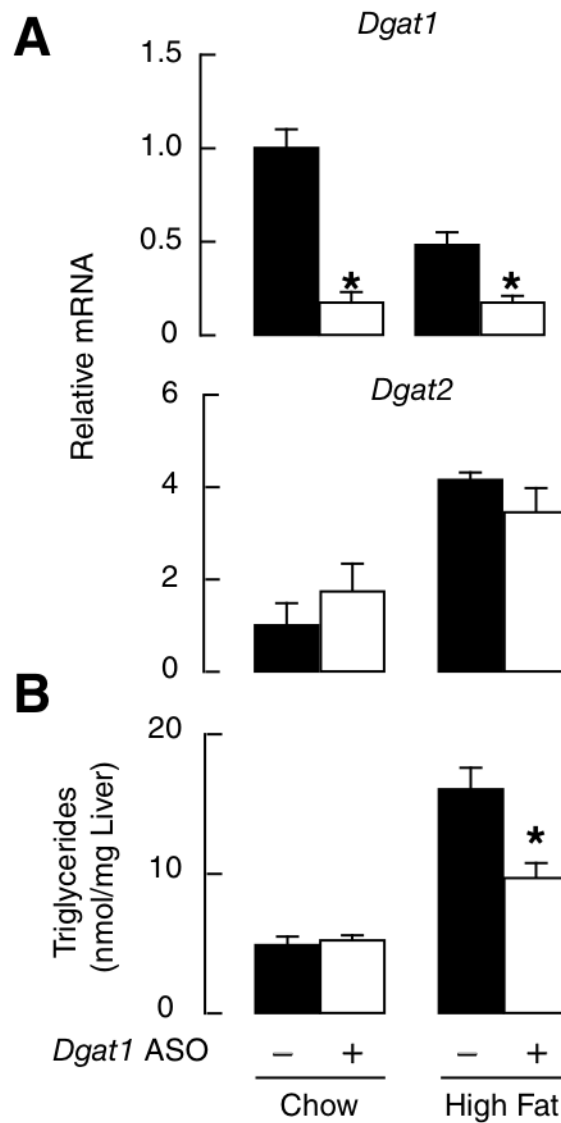 A
Dgat1
1.5
1.0
0.5
0
*
*
Relative mRNA
Dgat2
6
4
2
0
B
20
10
0
*
Triglycerides
(nmol/mg Liver)
Dgat1 ASO − + − +
Chow High Fat